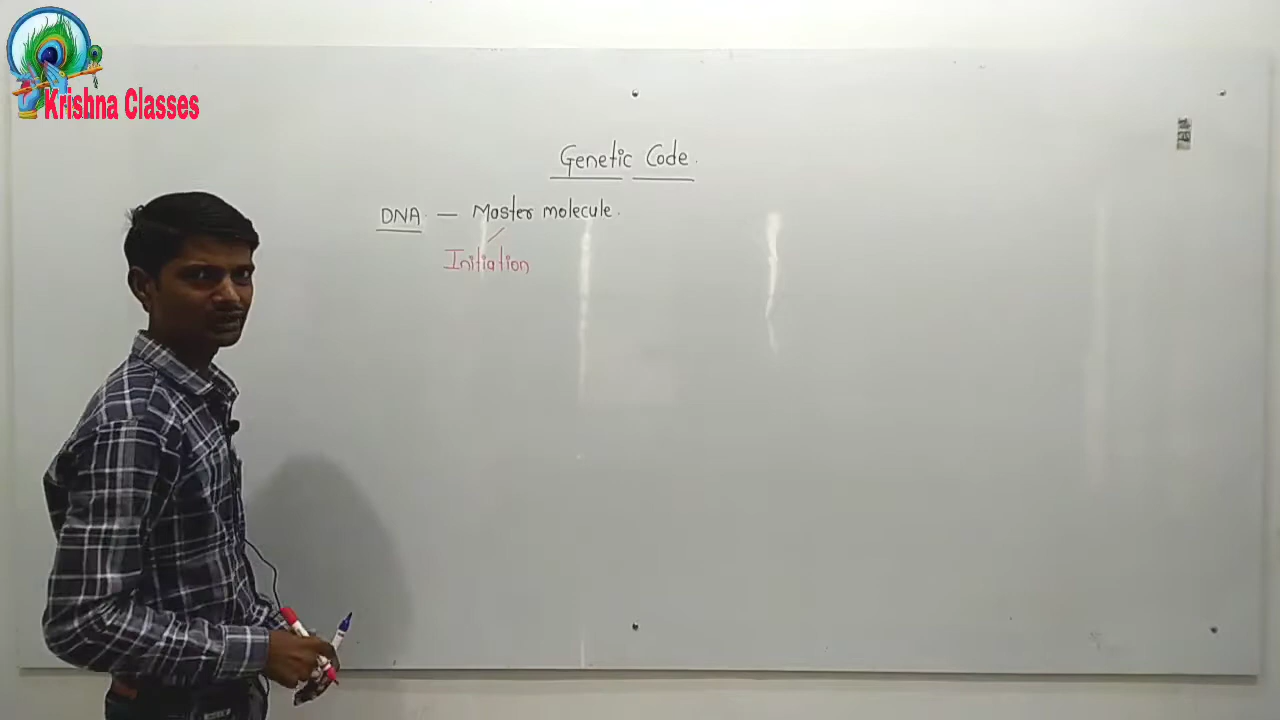 Krishna Classes
Genetic Code.
DNA — Master molecule.
Initiation